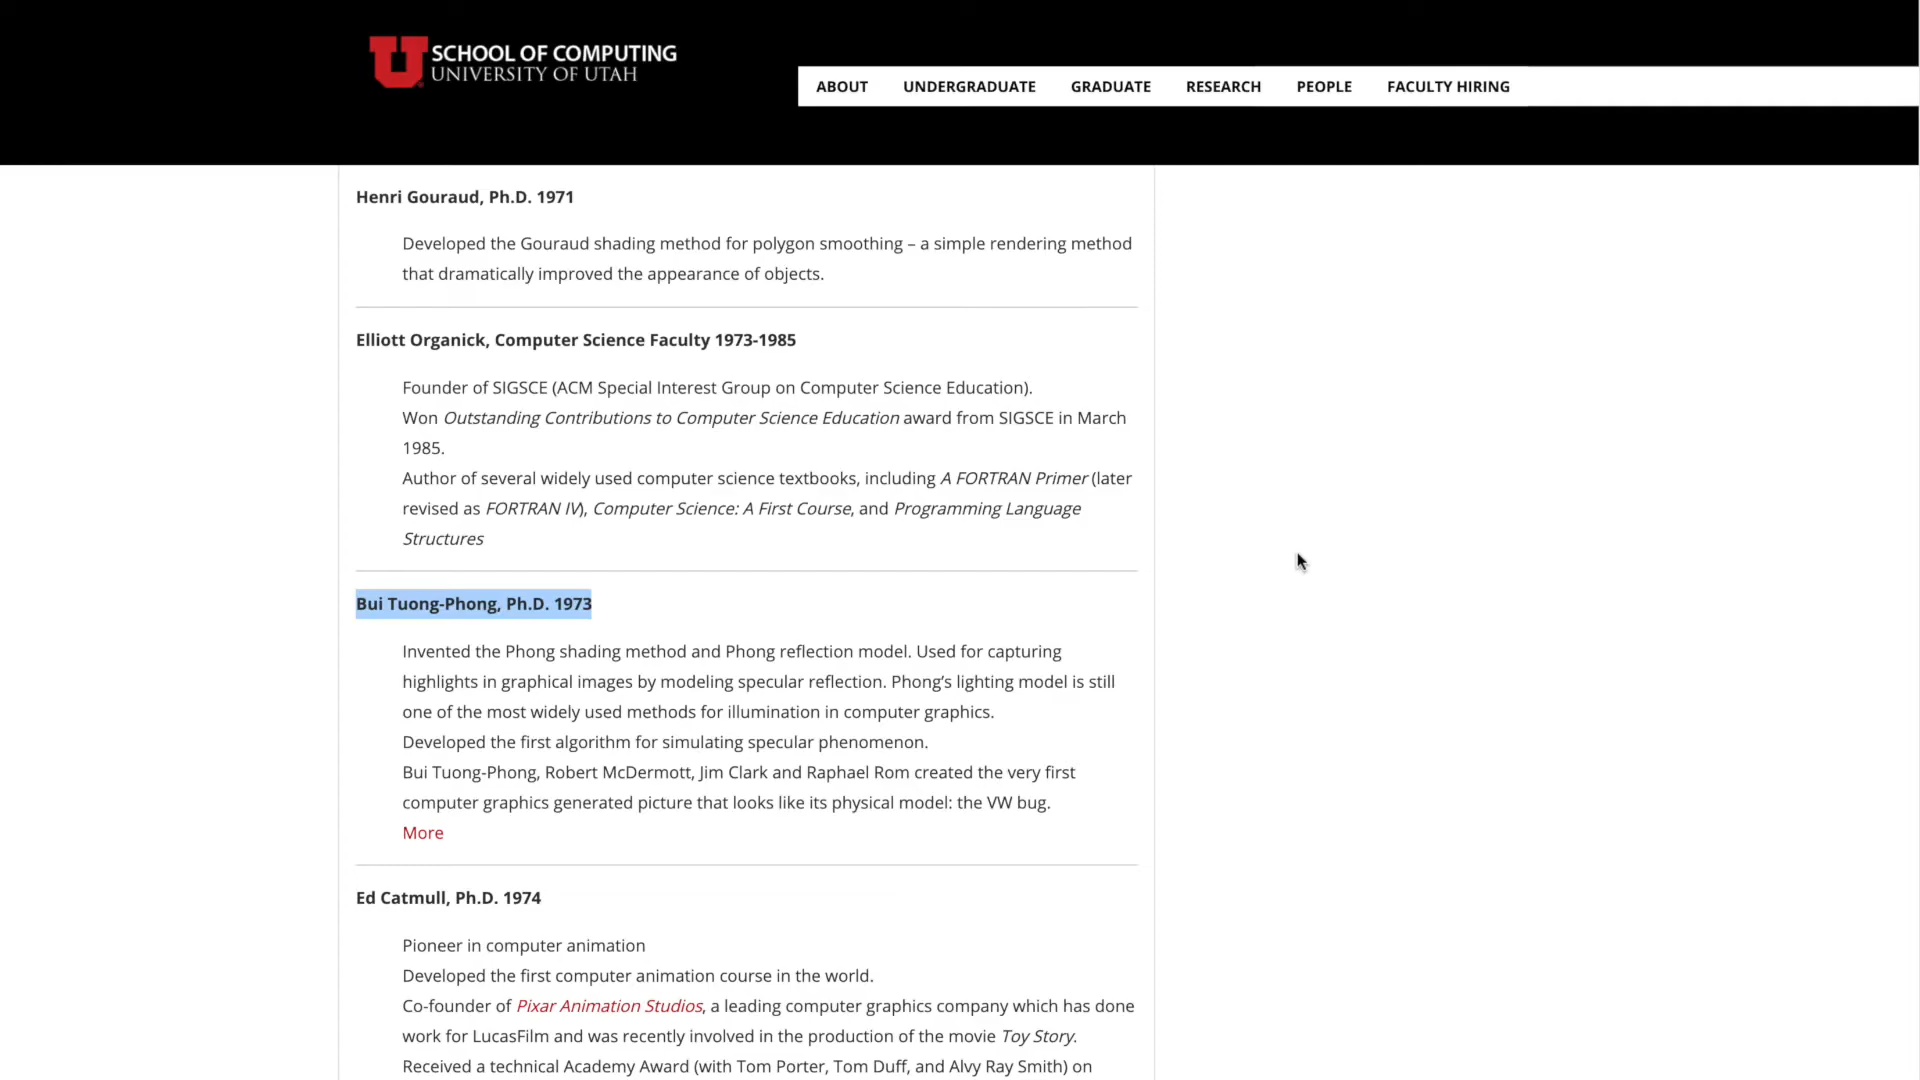 SCHOOL OF COMPUTING
UNIVERSITY OF UTAH
ABOUT UNDERGRADUATE GRADUATE RESEARCH PEOPLE FACULTY HIRING
Henri Gouraud, Ph.D. 1971
Developed the Gouraud shading method for polygon smoothing – a simple rendering method
that dramatically improved the appearance of objects.
Elliott Organick, Computer Science Faculty 1973-1985
Founder of SIGSCE (ACM Special Interest Group on Computer Science Education).
Won Outstanding Contributions to Computer Science Education award from SIGSCE in March
1985.
Author of several widely used computer science textbooks, including A FORTRAN Primer (later
revised as FORTRAN IV), Computer Science: A First Course, and Programming Language
Structures
Bui Tuong-Phong, Ph.D. 1973
Invented the Phong shading method and Phong reflection model. Used for capturing
highlights in graphical images by modeling specular reflection. Phong’s lighting model is still
one of the most widely used methods for illumination in computer graphics.
Developed the first algorithm for simulating specular phenomenon.
Bui Tuong-Phong, Robert McDermott, Jim Clark and Raphael Rom created the very first
computer graphics generated picture that looks like its physical model: the VW bug.
More
Ed Catmull, Ph.D. 1974
Pioneer in computer animation
Developed the first computer animation course in the world.
Co-founder of Pixar Animation Studios, a leading computer graphics company which has done
work for LucasFilm and was recently involved in the production of the movie Toy Story.
Received a technical Academy Award (with Tom Porter, Tom Duff, and Alvy Ray Smith) on